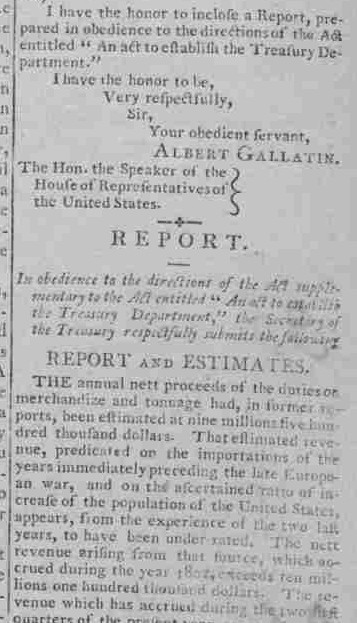 I have the honor to incloſe a Report, pre-
pared in obedience to the directions of the Act
entitled “ An act to eſtabliſh the Treaſury De-
partment.”
I have the honor to be,
Very reſpectfully,
Sir,
Your obedient ſervant,
ALBERT GALLATIN.
The Hon. the Speaker of the
Houſe of Repreſentatives of
the United States.
REPORT.
In obedience to the directions of the Act ſupple-
mentary to the Act entitled “ An act to eſtabliſh
the Treaſury Department,” the Secretary of
the Treaſury reſpectfully ſubmits the following
REPORT AND ESTIMATES.
THE annual nett proceeds of the duties on
merchandize and tonnage had, in former re-
ports, been eſtimated at nine millions five hun-
dred thouſand dollars. That eſtimated reve-
nue, predicated on the importations of the
years immediately preceding the late Europe-
an war, and on the aſcertained ratio of in-
creaſe of the population of the United States,
appears, from the experience of the two laſt
years, to have been under-rated. The nett
revenue ariſing from that ſource, which ac-
crued during the year 1802, exceeds ten mil-
lions one hundred thouſand dollars. The re-
venue which has accrued during the two firſt
quarters of the preſent year